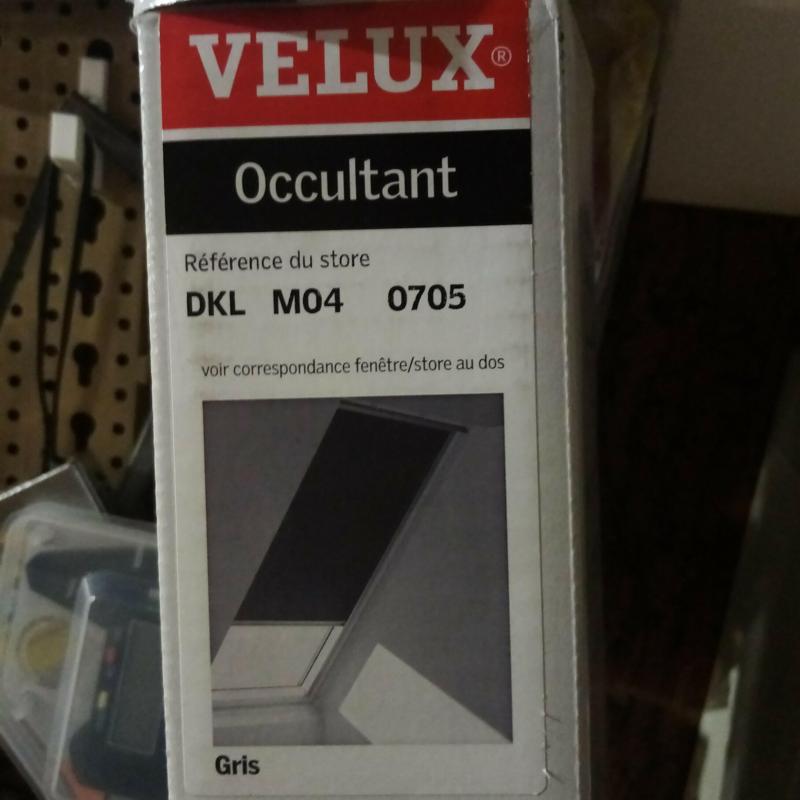 VELUX®
Occultant
Référence du store
DKL M04 0705
voir correspondance fenêtre/store au dos
Gris